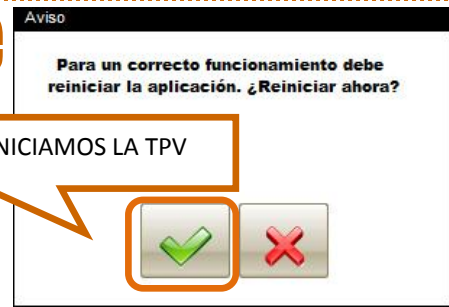 Aviso
Para un correcto funcionamiento debe
reiniciar la aplicación. ¿Reiniciar ahora?
NICIAMOS LA TPV